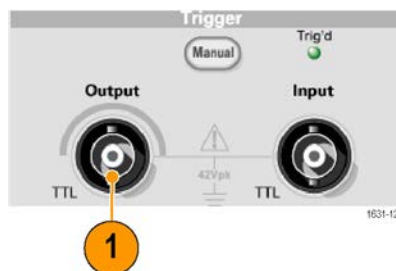 Trigger
Manual
Trig'd
Output
Input
TTL
42Vpk
TTL
1631-12
1